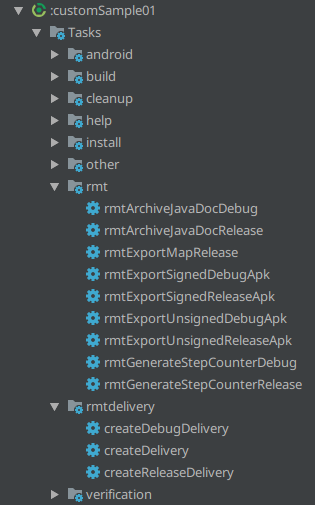 :customSample01
Tasks
android
build
cleanup
help
install
other
rmt
rmtArchiveJavaDocDebug
rmtArchiveJavaDocRelease
rmtExportMapRelease
rmtExportSignedDebugApk
rmtExportSignedReleaseApk
rmtExportUnsignedDebugApk
rmtExportUnsignedReleaseApk
rmtGenerateStepCounterDebug
rmtGenerateStepCounterRelease
rmtdelivery
createDebugDelivery
createDelivery
createReleaseDelivery
verification